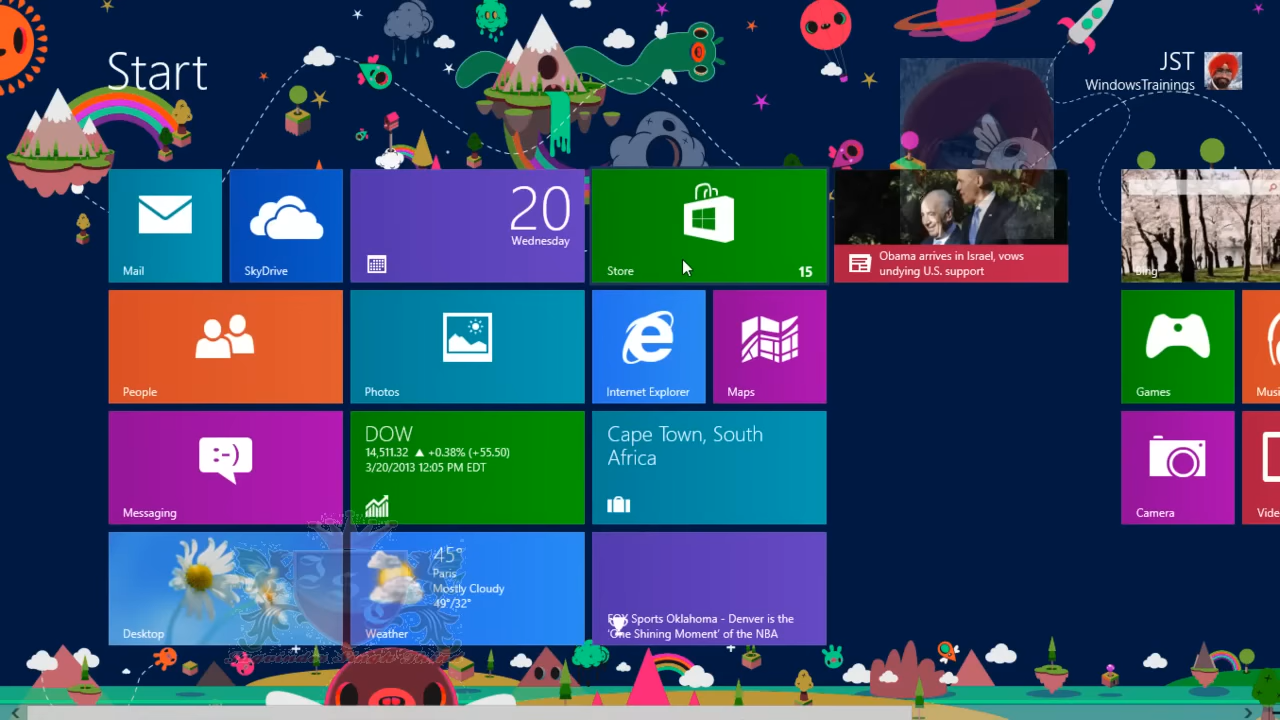 Start
JST
WindowsTrainings
Mail
SkyDrive
20
Wednesday
Store
15
Obama arrives in Israel, vows
undying U.S. support
Bing
People
Photos
Internet Explorer
Maps
Games
Musi
Messaging
DOW
14,511.32 ▲ +0.38% (+55.50)
3/20/2013 12:05 PM EDT
Cape Town, South
Africa
Camera
Vide
Desktop
45°
Paris
Mostly Cloudy
49°/32°
Weather
FOX Sports Oklahoma - Denver is the
'One Shining Moment' of the NBA